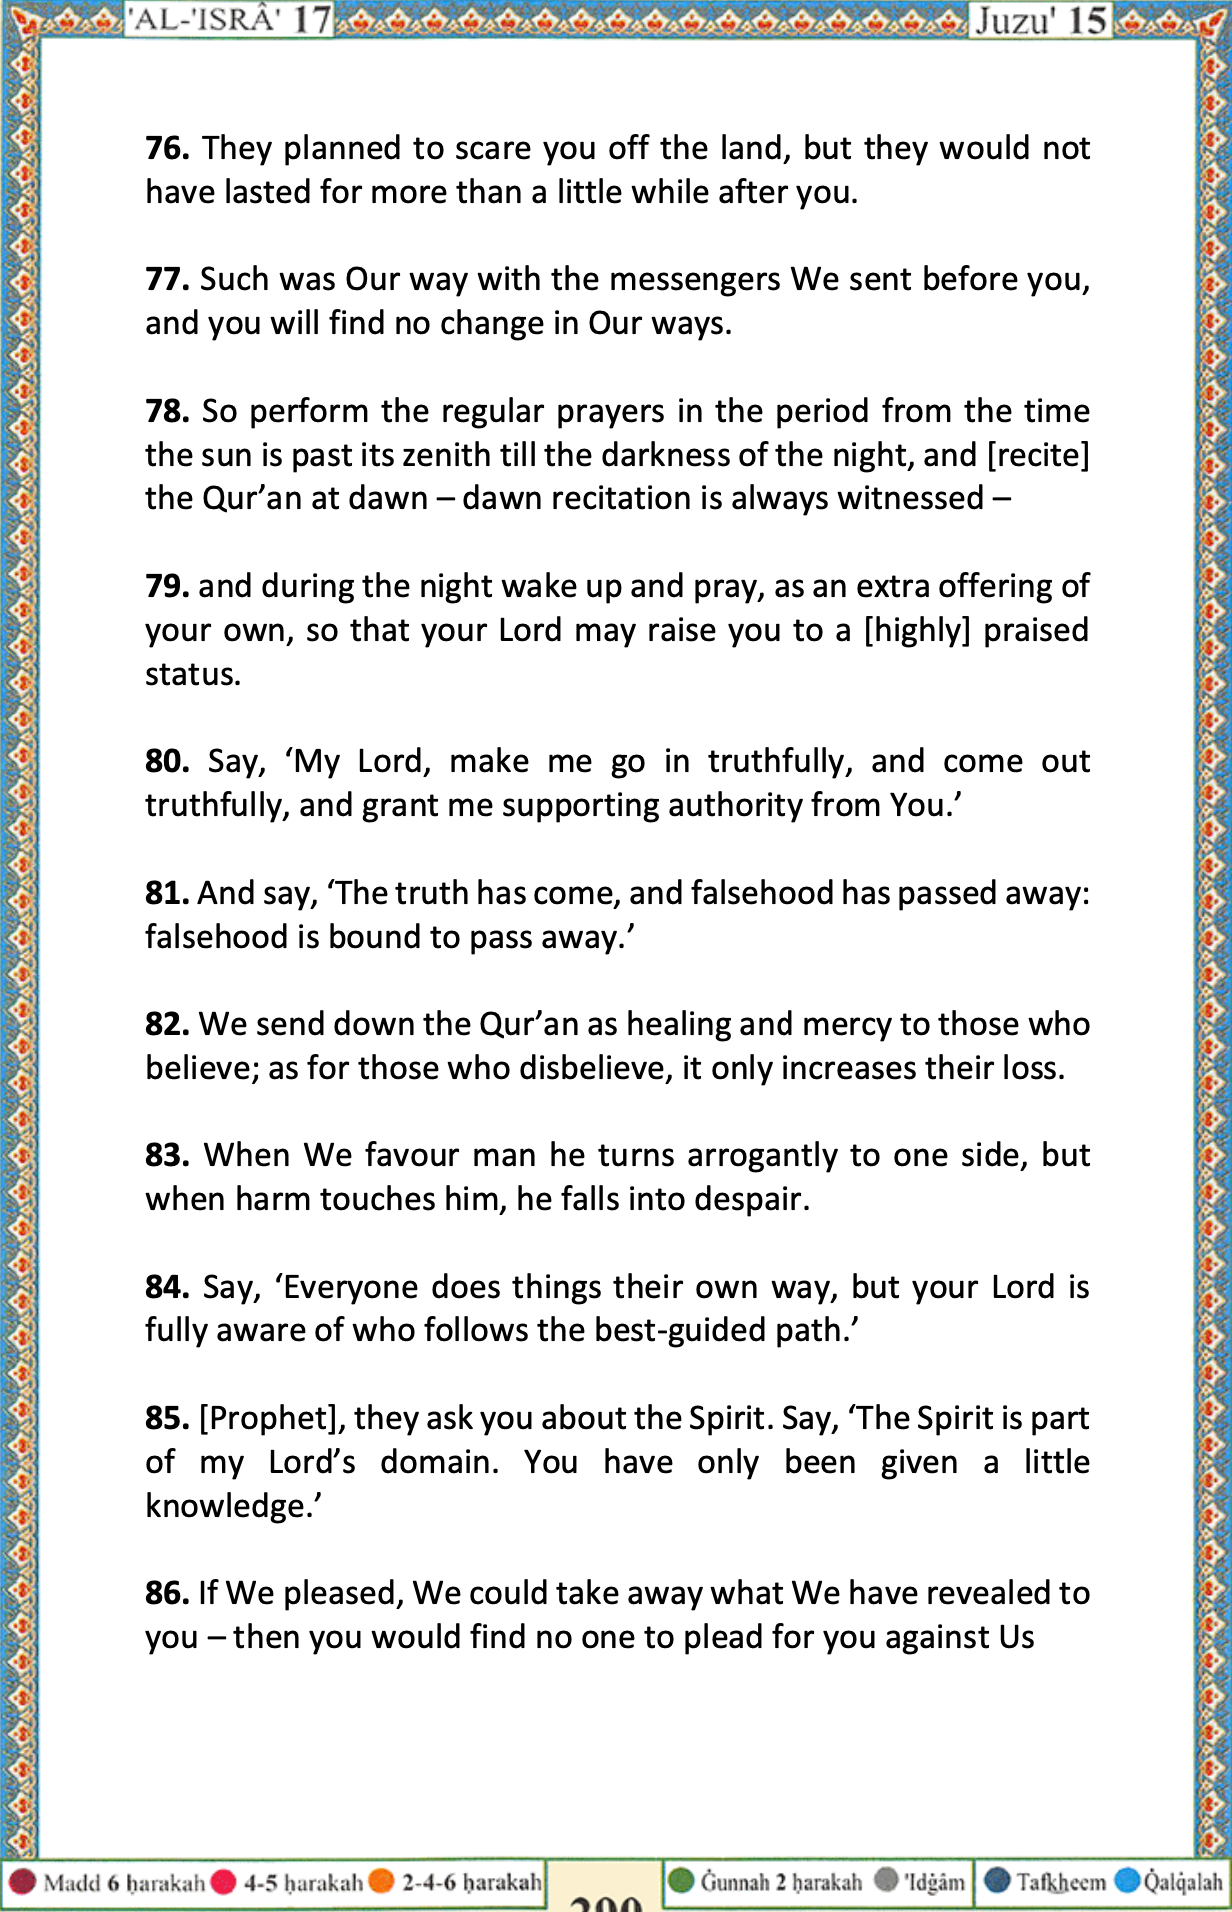 'AL-'ISRÂ' 17
Juzu' 15
76. They planned to scare you off the land, but they would not
have lasted for more than a little while after you.
77. Such was Our way with the messengers We sent before you,
and you will find no change in Our ways.
78. So perform the regular prayers in the period from the time
the sun is past its zenith till the darkness of the night, and [recite]
the Qur’an at dawn – dawn recitation is always witnessed –
79. and during the night wake up and pray, as an extra offering of
your own, so that your Lord may raise you to a [highly] praised
status.
80. Say, ‘My Lord, make me go in truthfully, and come out
truthfully, and grant me supporting authority from You.’
81. And say, ‘The truth has come, and falsehood has passed away:
falsehood is bound to pass away.’
82. We send down the Qur’an as healing and mercy to those who
believe; as for those who disbelieve, it only increases their loss.
83. When We favour man he turns arrogantly to one side, but
when harm touches him, he falls into despair.
84. Say, ‘Everyone does things their own way, but your Lord is
fully aware of who follows the best-guided path.’
85. [Prophet], they ask you about the Spirit. Say, ‘The Spirit is part
of my Lord’s domain. You have only been given a little
knowledge.’
86. If We pleased, We could take away what We have revealed to
you – then you would find no one to plead for you against Us
Madd 6 ḥarakah 4-5 ḥarakah 2-4-6 ḥarakah
290
Ġunnah 2 ḥarakah 'Idġâm
Tafkheem Q̇alq̇alah